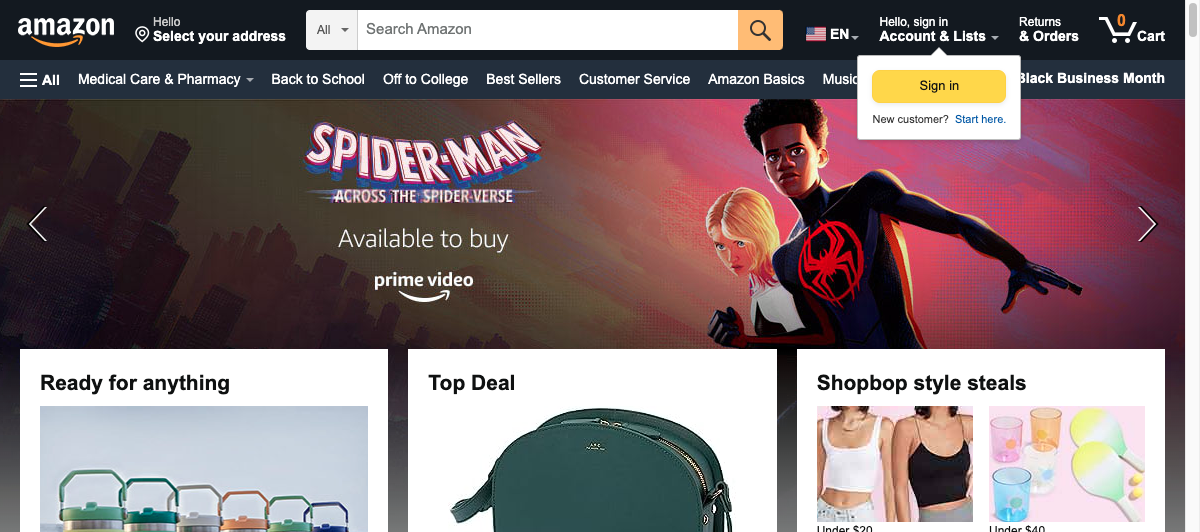 amazon
Hello
Select your address
All
Search Amazon
EN
Hello, sign in
Account & Lists
Returns
& Orders
0
Cart
All
Medical Care & Pharmacy
Back to School
Off to College
Best Sellers
Customer Service
Amazon Basics
Music
Black Business Month
Sign in
New customer? Start here.
SPIDER-MAN
ACROSS THE SPIDER-VERSE
Available to buy
prime video
Ready for anything
Top Deal
Shopbop style steals
A.P.C.
Under $20
Under $40